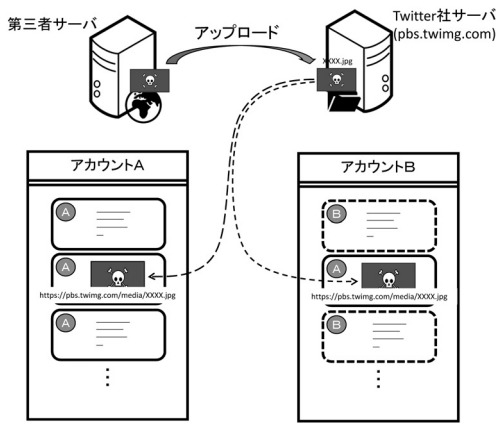 第三者サーバ
アップロード
Twitter社サーバ
(pbs.twimg.com)
XXXX.jpg
アカウントA
A
A
https://pbs.twimg.com/media/XXXX.jpg
A
アカウントB
B
A
https://pbs.twimg.com/media/XXXX.jpg
B